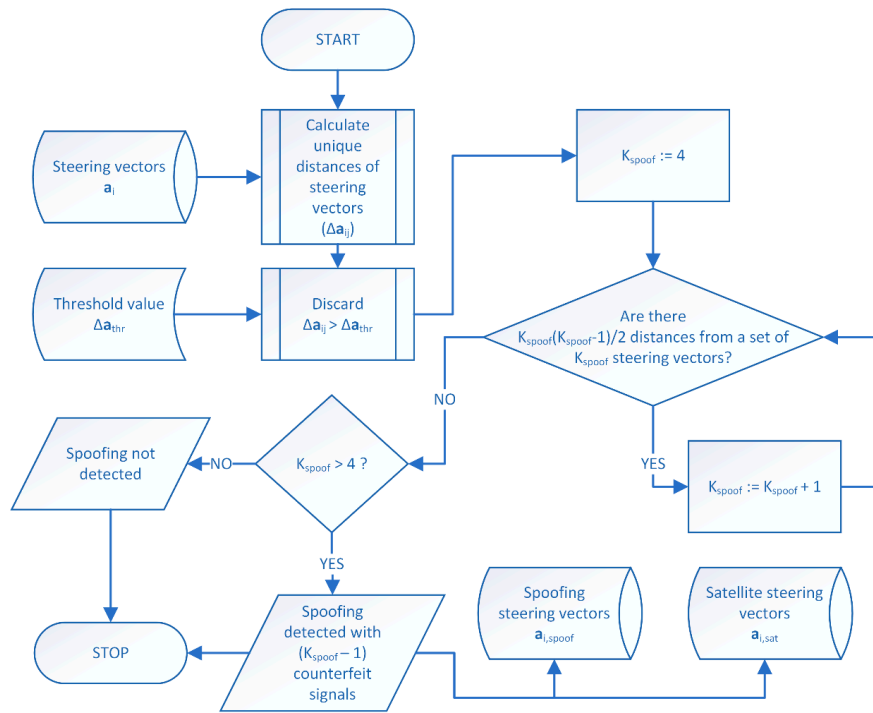 START
Calculate
unique
distances of
steering
vectors
(Δa_ij)
Steering vectors
a_i
K_spoof := 4
Threshold value
Δa_thr
Discard
Δa_ij > Δa_thr
Are there
K_spoof(K_spoof-1)/2 distances from a set of
K_spoof steering vectors?
NO
YES
K_spoof := K_spoof + 1
K_spoof > 4 ?
NO
Spoofing not
detected
YES
Spoofing
detected with
(K_spoof – 1)
counterfeit
signals
STOP
Spoofing
steering vectors
a_i,spoof
Satellite steering
vectors
a_i,sat